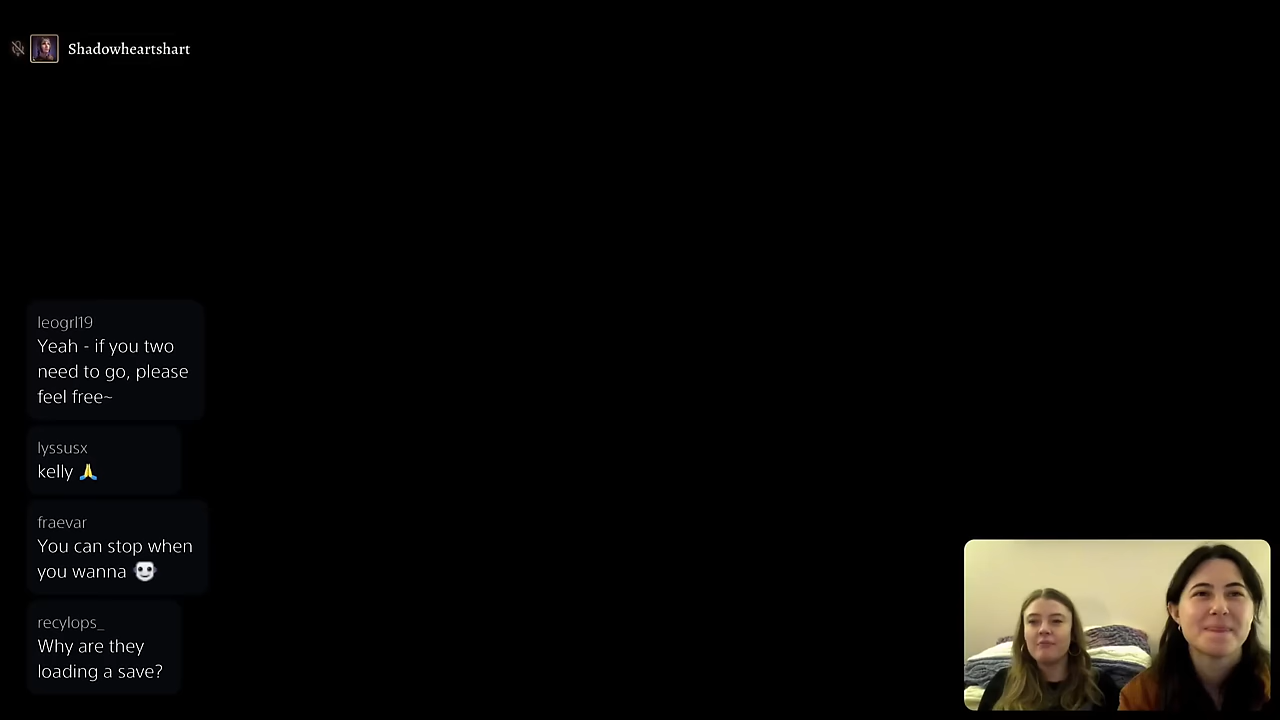 Shadowheartshart
leogrl19
Yeah - if you two
need to go, please
feel free~
lyssusx
kelly 🙏
fraevar
You can stop when
you wanna
recylops_
Why are they
loading a save?